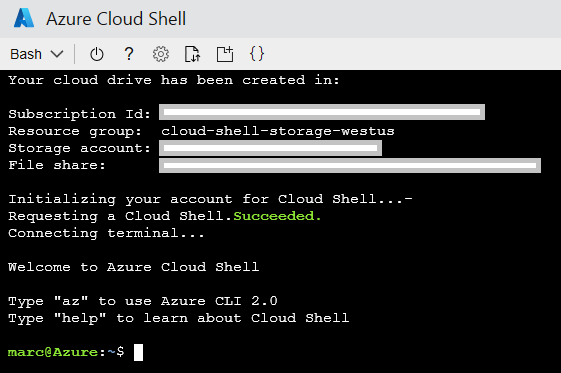 Azure Cloud Shell
Bash ? {}
Your cloud drive has been created in:
Subscription Id:
Resource group: cloud-shell-storage-westus
Storage account:
File share:
Initializing your account for Cloud Shell...-
Requesting a Cloud Shell.Succeeded.
Connecting terminal...
Welcome to Azure Cloud Shell
Type "az" to use Azure CLI 2.0
Type "help" to learn about Cloud Shell
marc@Azure:~$